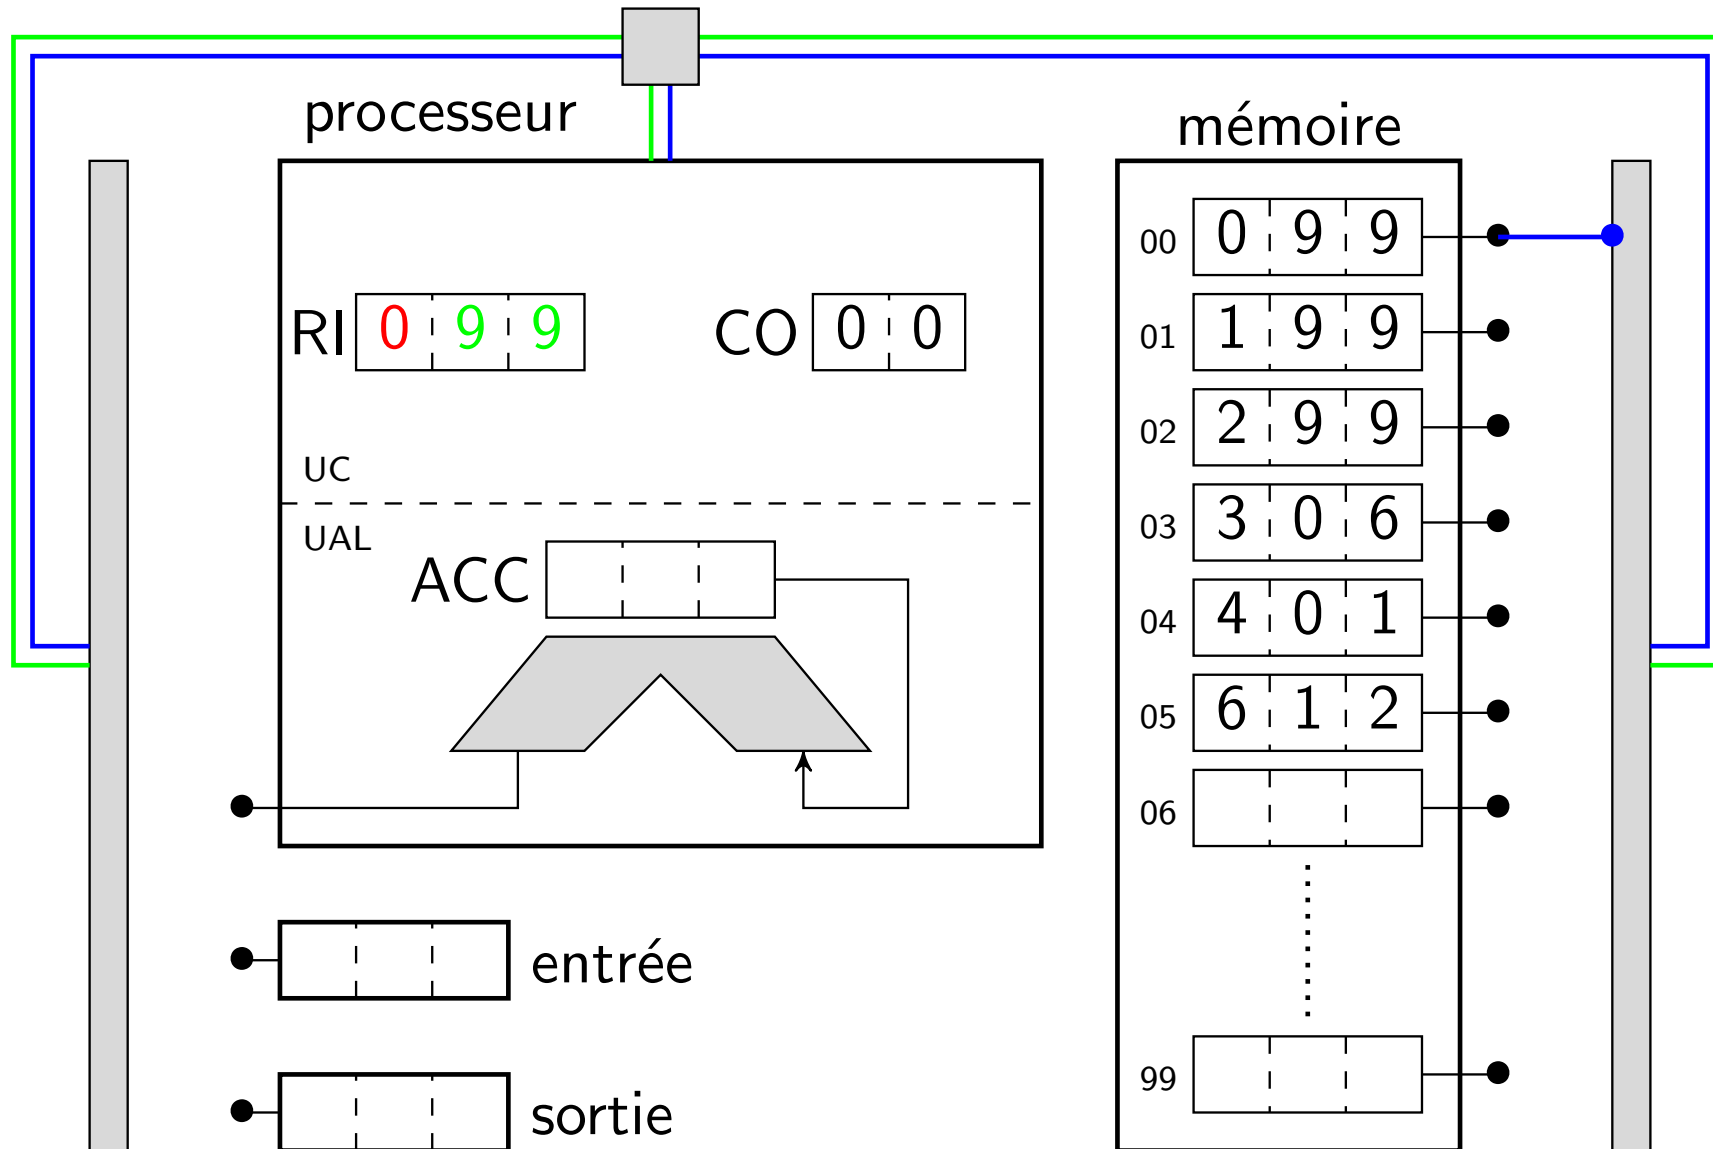 processeur
mémoire
RI 0 9 9
CO 0 0
UC
UAL
ACC
entrée
sortie
00 0 9 9
01 1 9 9
02 2 9 9
03 3 0 6
04 4 0 1
05 6 1 2
06
99